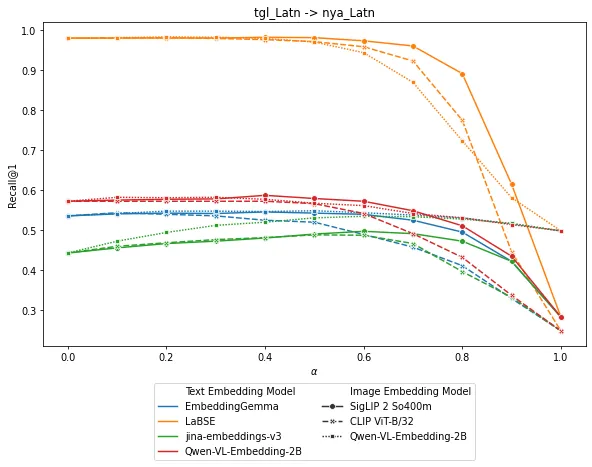 tgl_Latn -> nya_Latn
1.0
0.9
0.8
0.7
0.6
0.5
0.4
0.3
Recall@1
0.0 0.2 0.4 0.6 0.8 1.0
α
Text Embedding Model Image Embedding Model
EmbeddingGemma SigLIP 2 So400m
LaBSE CLIP ViT-B/32
jina-embeddings-v3 Qwen-VL-Embedding-2B
Qwen-VL-Embedding-2B